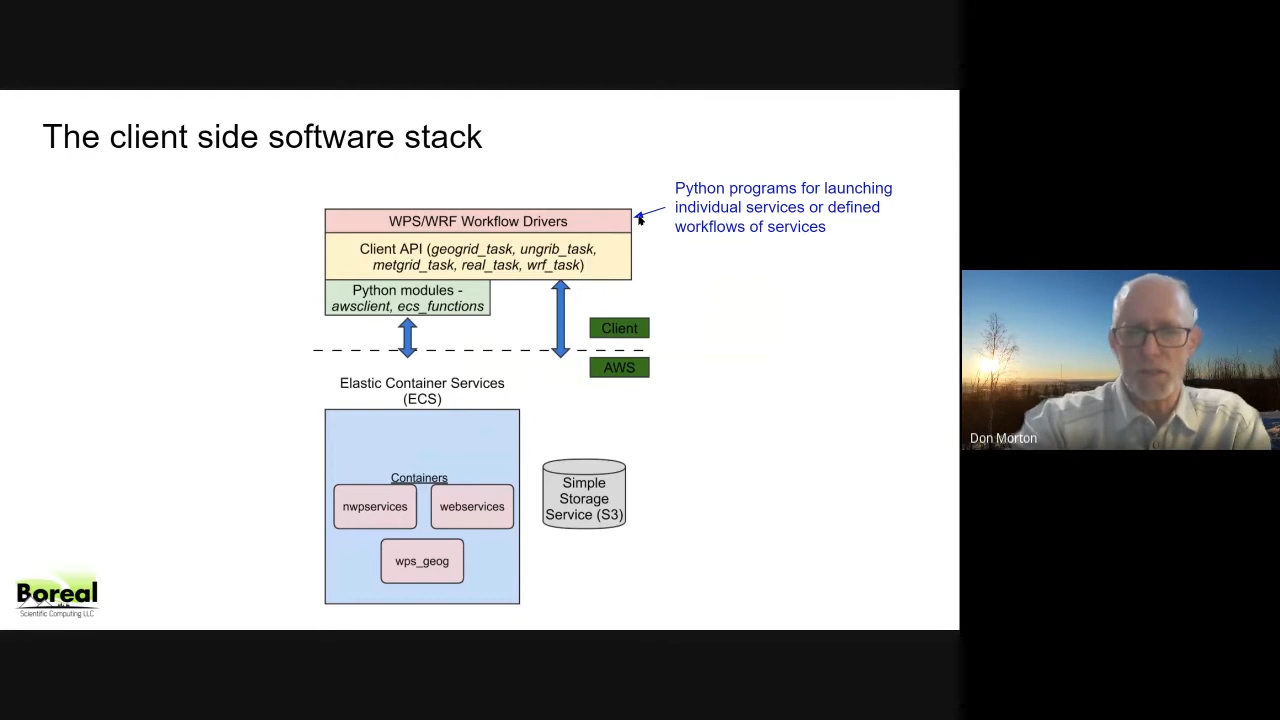 The client side software stack
Python programs for launching
individual services or defined
workflows of services
WPS/WRF Workflow Drivers
Client API (geogrid_task, ungrib_task,
metgrid_task, real_task, wrf_task)
Python modules -
awsclient, ecs_functions
Client
AWS
Elastic Container Services
(ECS)
Containers
nwpservices
webservices
wps_geog
Simple
Storage
Service (S3)
Boreal
Scientific Computing LLC
Don Morton